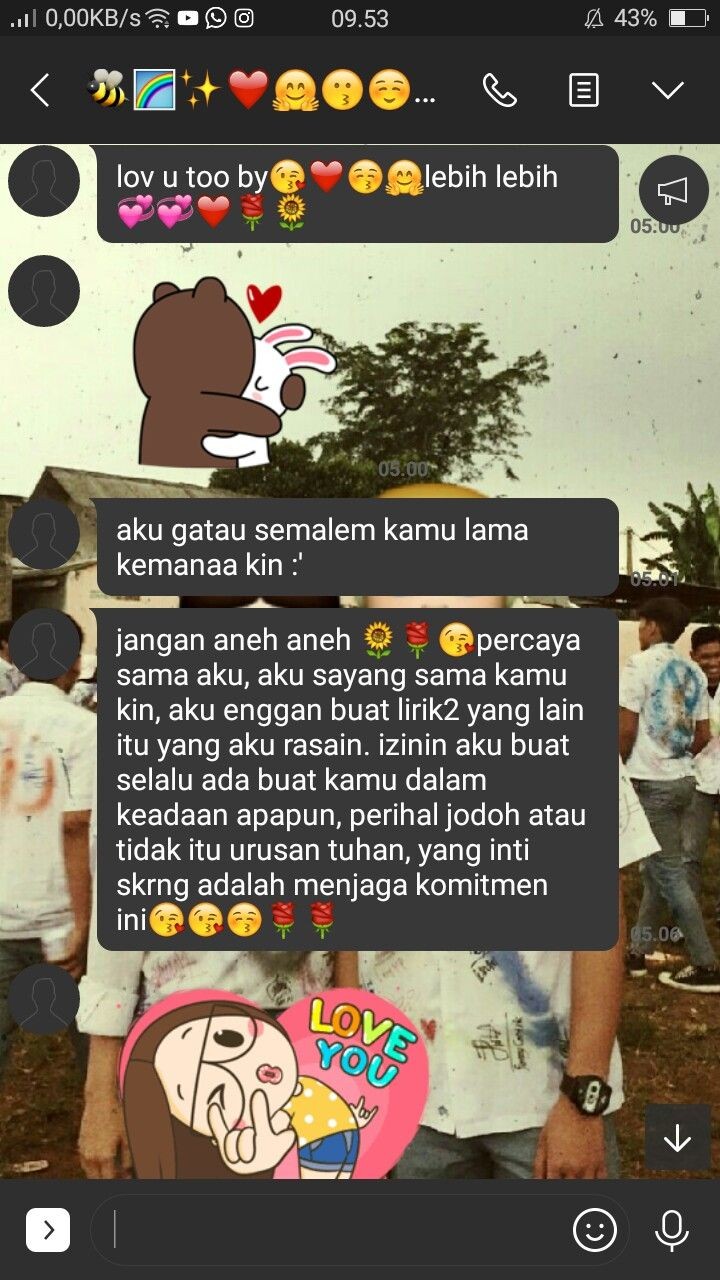 0,00KB/s 09.53 43%
🐝🌈✨❤️🤗😗☺️...
lov u too by😘❤️😚🤗lebih lebih
💞💞❤️🌹🌻
05.00
05.00
aku gatau semalem kamu lama
kemanaa kin :'
05.01
jangan aneh aneh 🌻🌹😘percaya
sama aku, aku sayang sama kamu
kin, aku enggan buat lirik2 yang lain
itu yang aku rasain. izinin aku buat
selalu ada buat kamu dalam
keadaan apapun, perihal jodoh atau
tidak itu urusan tuhan, yang inti
skrng adalah menjaga komitmen
ini😘😘😚🌹🌹
05.06
LOVE
YOU